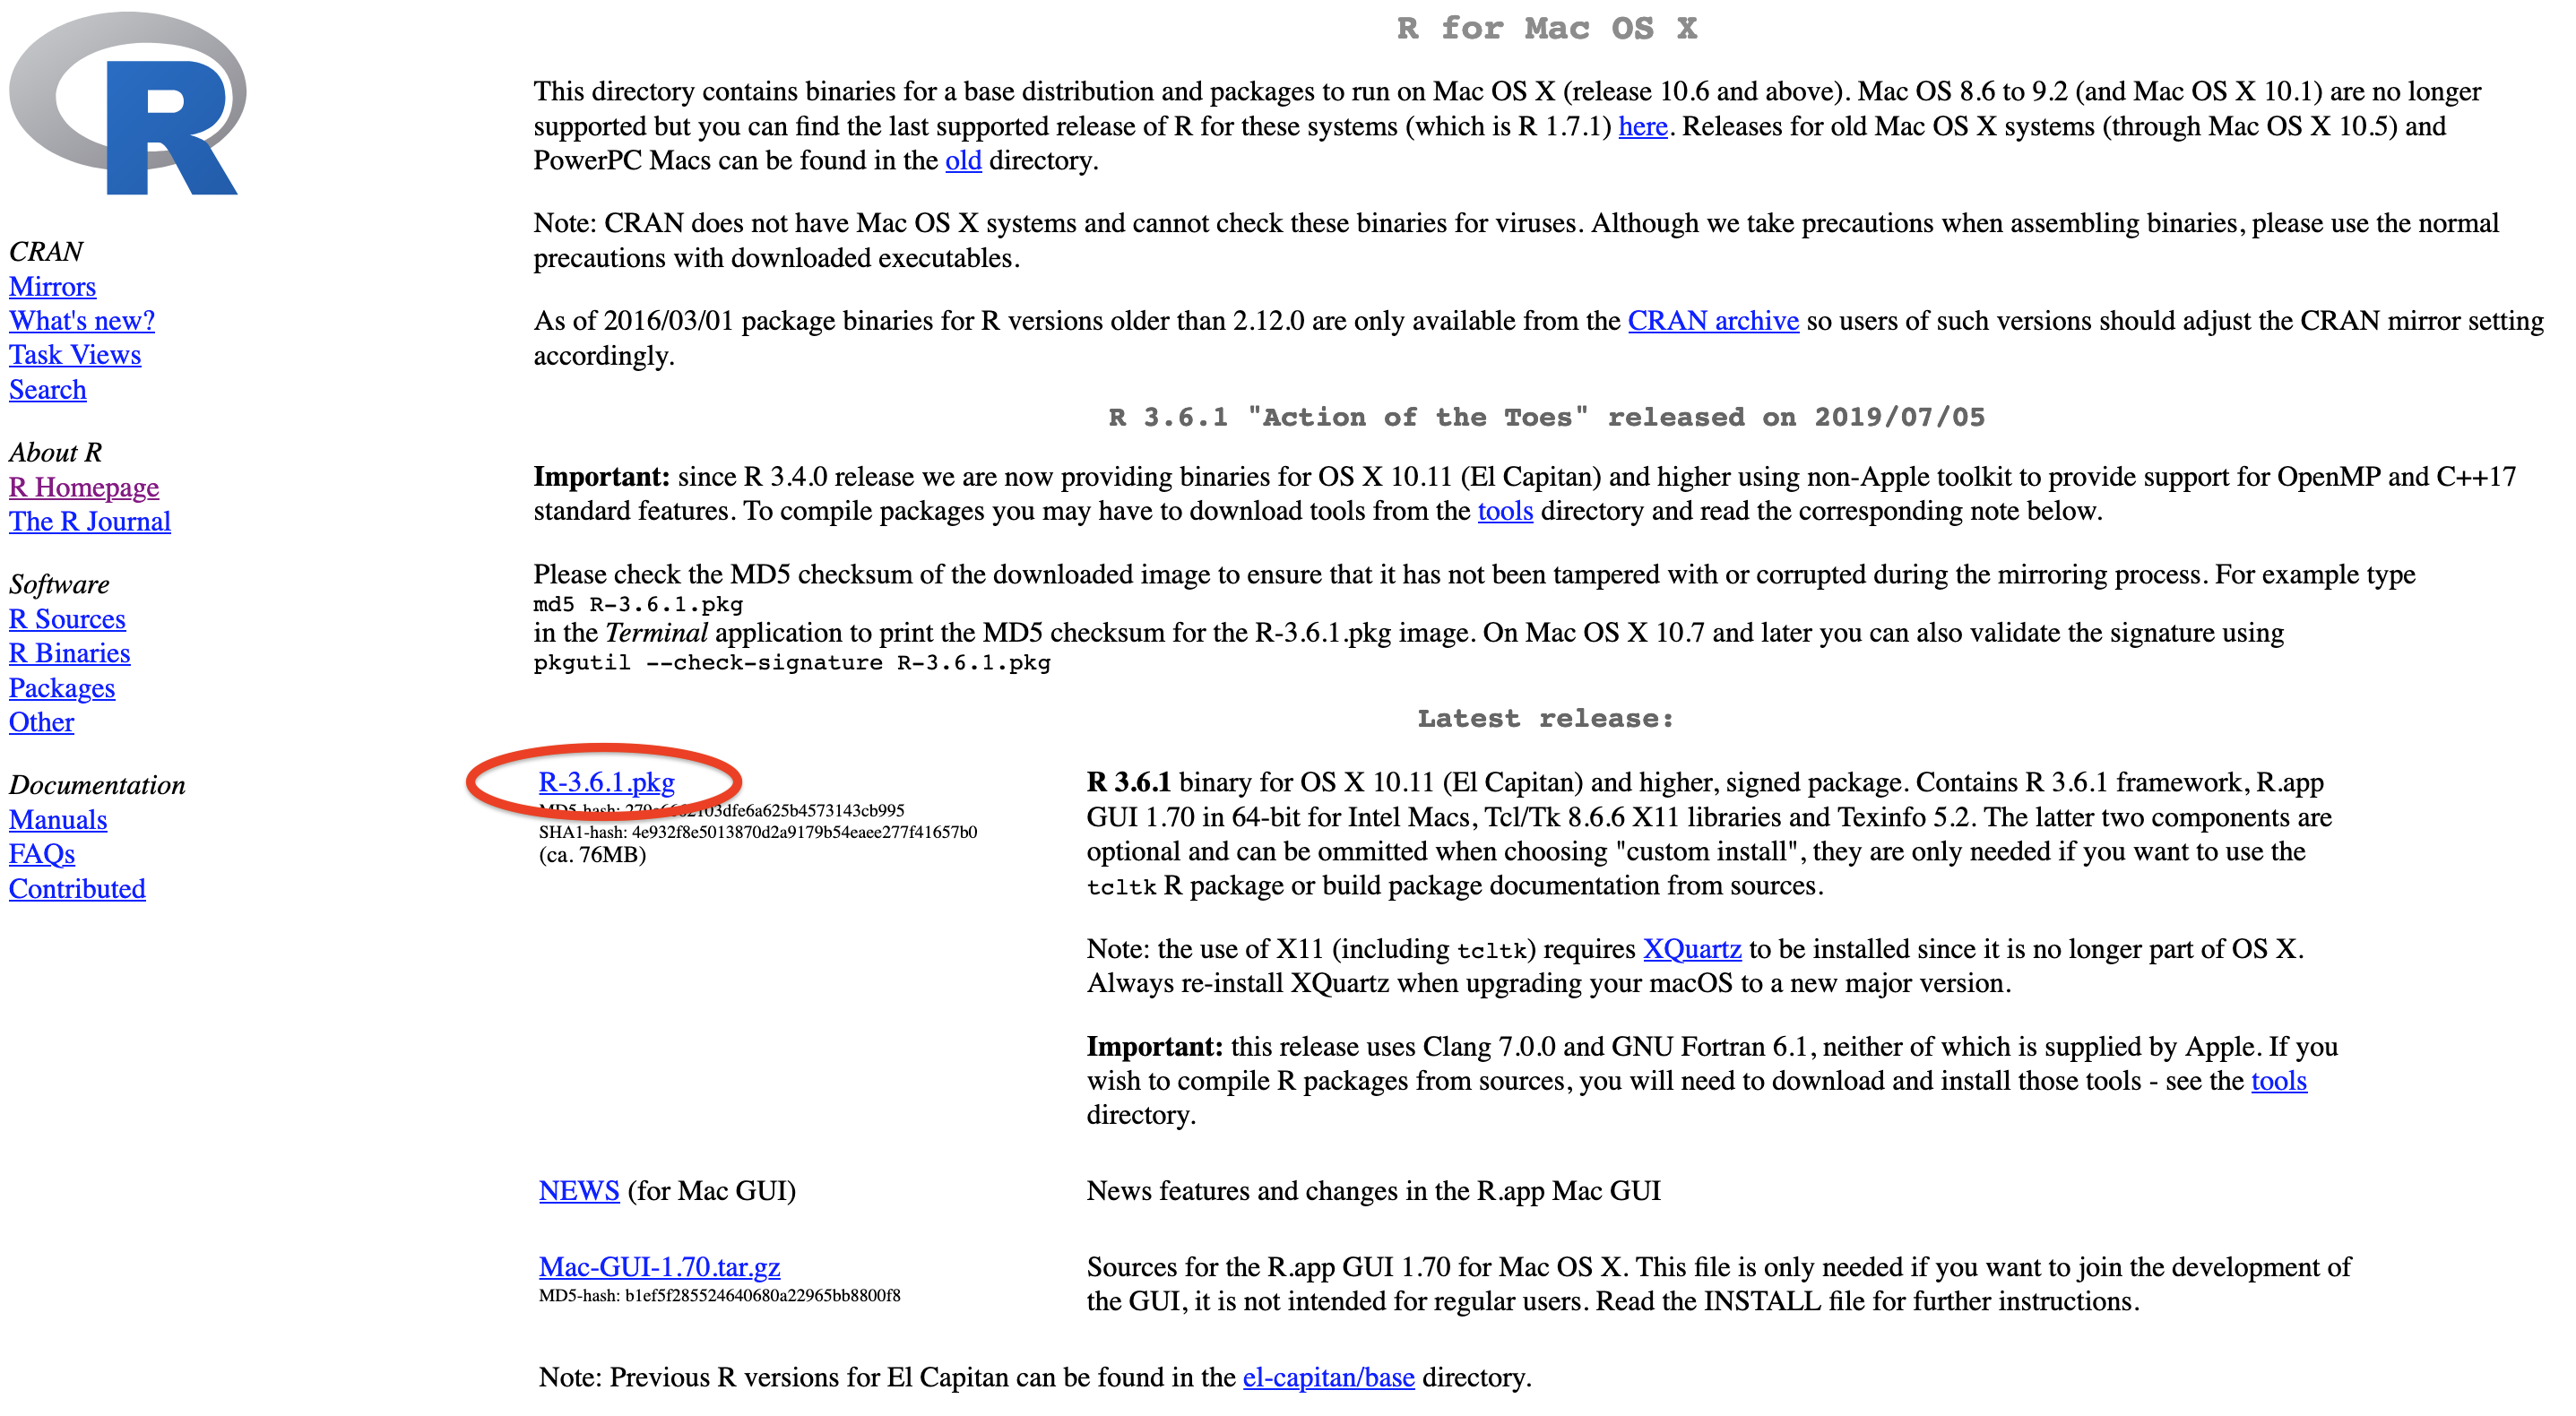 R
CRAN
Mirrors
What's new?
Task Views
Search
About R
R Homepage
The R Journal
Software
R Sources
R Binaries
Packages
Other
Documentation
Manuals
FAQs
Contributed
R for Mac OS X
This directory contains binaries for a base distribution and packages to run on Mac OS X (release 10.6 and above). Mac OS 8.6 to 9.2 (and Mac OS X 10.1) are no longer
supported but you can find the last supported release of R for these systems (which is R 1.7.1) here. Releases for old Mac OS X systems (through Mac OS X 10.5) and
PowerPC Macs can be found in the old directory.
Note: CRAN does not have Mac OS X systems and cannot check these binaries for viruses. Although we take precautions when assembling binaries, please use the normal
precautions with downloaded executables.
As of 2016/03/01 package binaries for R versions older than 2.12.0 are only available from the CRAN archive so users of such versions should adjust the CRAN mirror setting
accordingly.
R 3.6.1 "Action of the Toes" released on 2019/07/05
Important: since R 3.4.0 release we are now providing binaries for OS X 10.11 (El Capitan) and higher using non-Apple toolkit to provide support for OpenMP and C++17
standard features. To compile packages you may have to download tools from the tools directory and read the corresponding note below.
Please check the MD5 checksum of the downloaded image to ensure that it has not been tampered with or corrupted during the mirroring process. For example type
md5 R-3.6.1.pkg
in the Terminal application to print the MD5 checksum for the R-3.6.1.pkg image. On Mac OS X 10.7 and later you can also validate the signature using
pkgutil --check-signature R-3.6.1.pkg
Latest release:
R-3.6.1.pkg
MD5-hash:
SHA1-hash: 4e932f8e5013870d2a9179b54eaee277f41657b0
(ca. 76MB)
R 3.6.1 binary for OS X 10.11 (El Capitan) and higher, signed package. Contains R 3.6.1 framework, R.app
GUI 1.70 in 64-bit for Intel Macs, Tcl/Tk 8.6.6 X11 libraries and Texinfo 5.2. The latter two components are
optional and can be ommitted when choosing "custom install", they are only needed if you want to use the
tcltk R package or build package documentation from sources.
Note: the use of X11 (including tcltk) requires XQuartz to be installed since it is no longer part of OS X.
Always re-install XQuartz when upgrading your macOS to a new major version.
Important: this release uses Clang 7.0.0 and GNU Fortran 6.1, neither of which is supplied by Apple. If you
wish to compile R packages from sources, you will need to download and install those tools - see the tools
directory.
NEWS (for Mac GUI)
News features and changes in the R.app Mac GUI
Mac-GUI-1.70.tar.gz
MD5-hash: b1ef5f285524640680a22965bb8800f8
Sources for the R.app GUI 1.70 for Mac OS X. This file is only needed if you want to join the development of
the GUI, it is not intended for regular users. Read the INSTALL file for further instructions.
Note: Previous R versions for El Capitan can be found in the el-capitan/base directory.